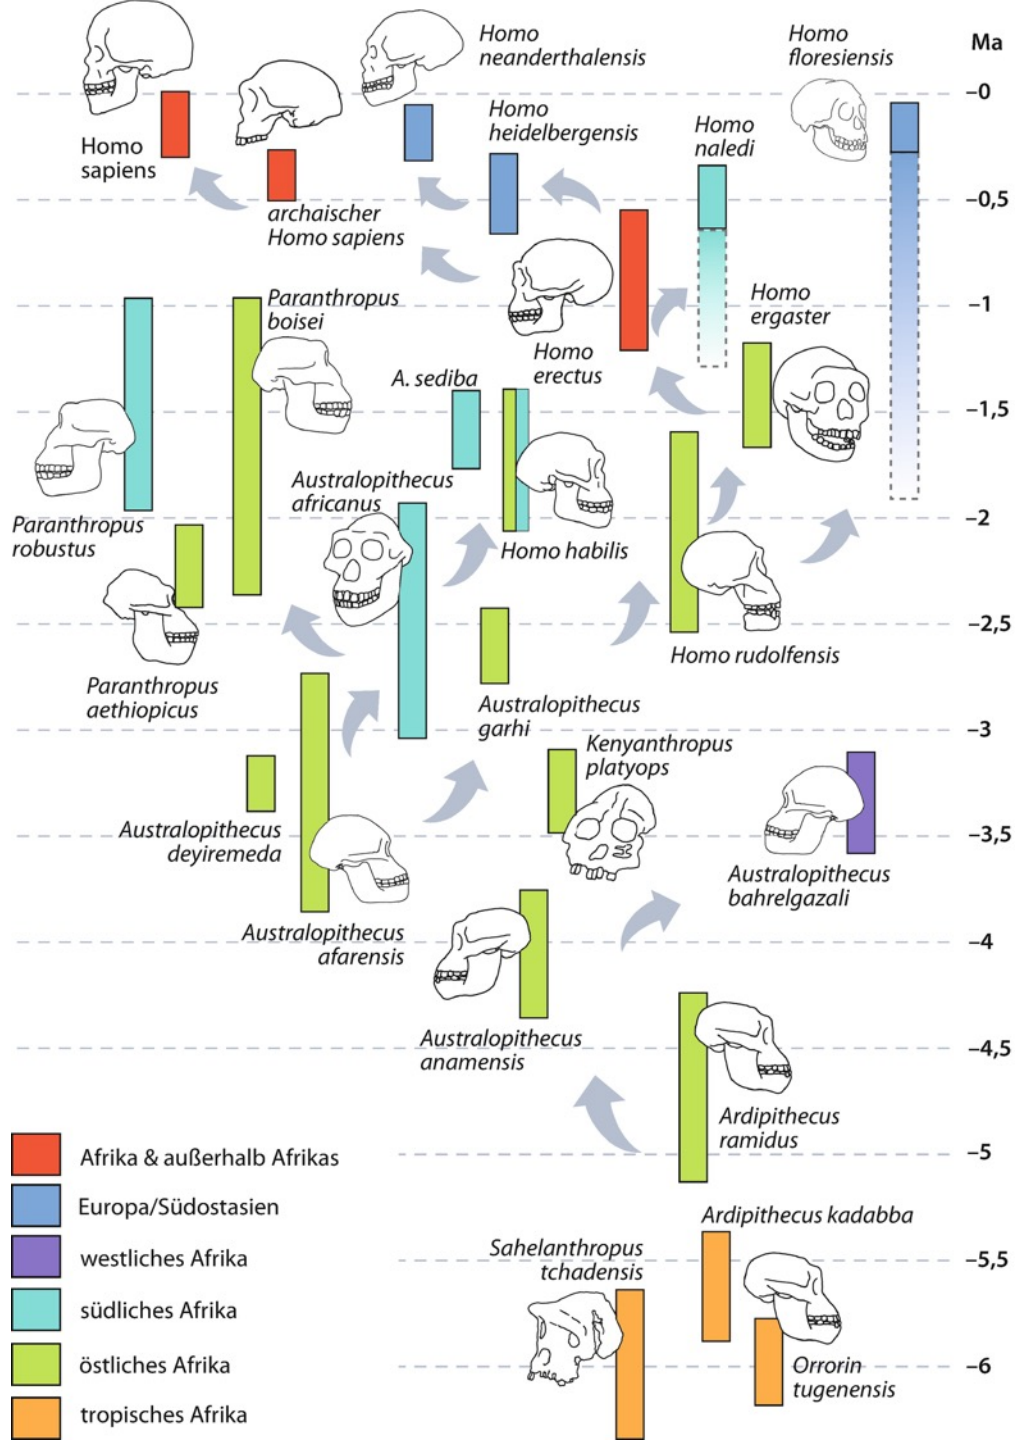 Homo
neanderthalensis
Homo
floresiensis
Ma
–0
Homo
sapiens
Homo
heidelbergensis
Homo
naledi
–0,5
archaischer
Homo sapiens
Paranthropus
boisei
Homo
ergaster
–1
Homo
erectus
A. sediba
–1,5
Australopithecus
africanus
Paranthropus
robustus
Homo habilis
–2
–2,5
Homo rudolfensis
Paranthropus
aethiopicus
Australopithecus
garhi
–3
Kenyanthropus
platyops
Australopithecus
deyiremeda
–3,5
Australopithecus
bahrelgazali
Australopithecus
afarensis
–4
Australopithecus
anamensis
–4,5
Ardipithecus
ramidus
–5
Afrika & außerhalb Afrikas
Europa/Südostasien
westliches Afrika
südliches Afrika
östliches Afrika
tropisches Afrika
Ardipithecus kadabba
Sahelanthropus
tchadensis
–5,5
Orrorin
tugenensis
–6